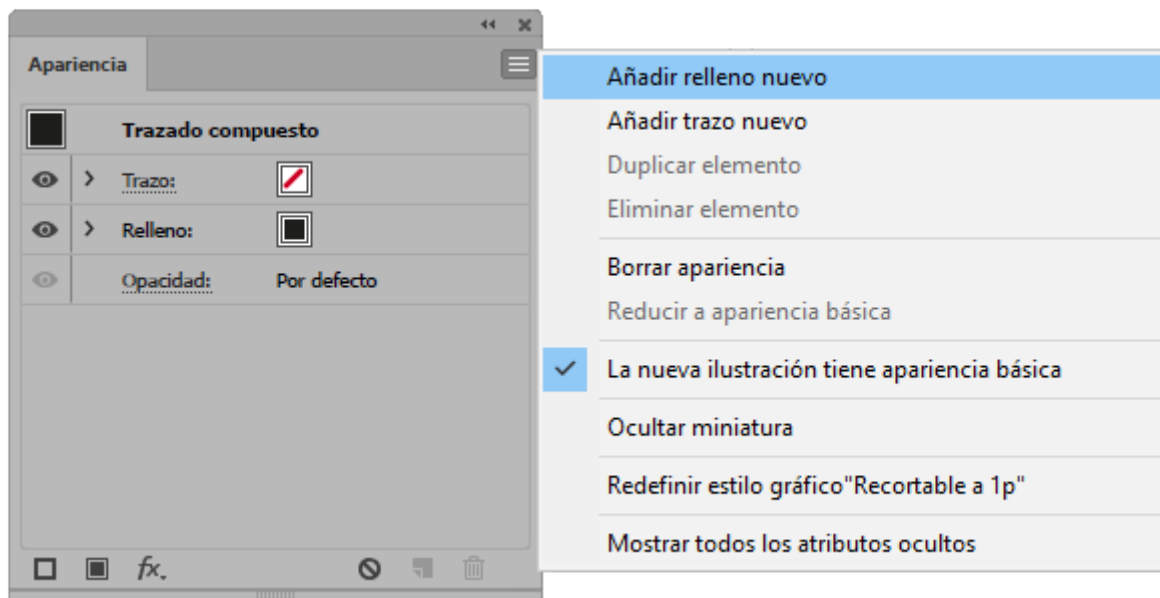 Apariencia
Trazado compuesto
Trazo:
Relleno:
Opacidad: Por defecto
fx.
Añadir relleno nuevo
Añadir trazo nuevo
Duplicar elemento
Eliminar elemento
Borrar apariencia
Reducir a apariencia básica
La nueva ilustración tiene apariencia básica
Ocultar miniatura
Redefinir estilo gráfico"Recortable a 1p"
Mostrar todos los atributos ocultos